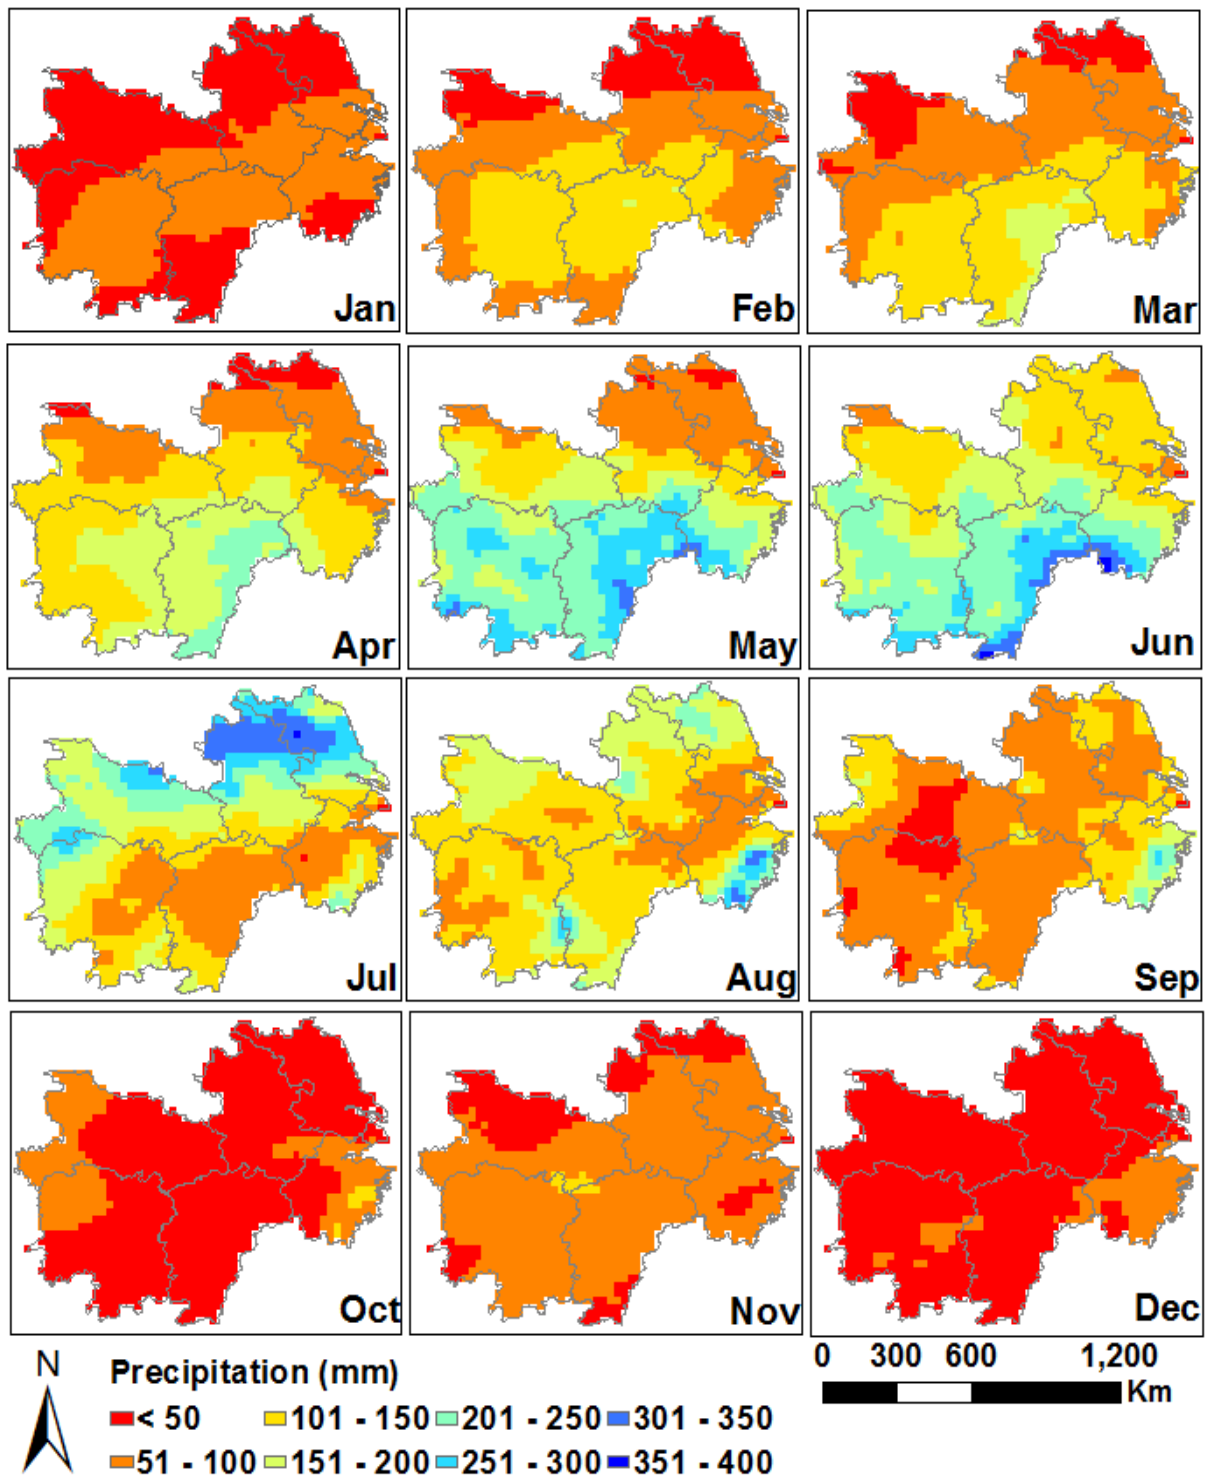 Jan Feb Mar
Apr May Jun
Jul Aug Sep
Oct Nov Dec
N
Precipitation (mm)
< 50 101 - 150 201 - 250 301 - 350
51 - 100 151 - 200 251 - 300 351 - 400
0 300 600 1,200
Km